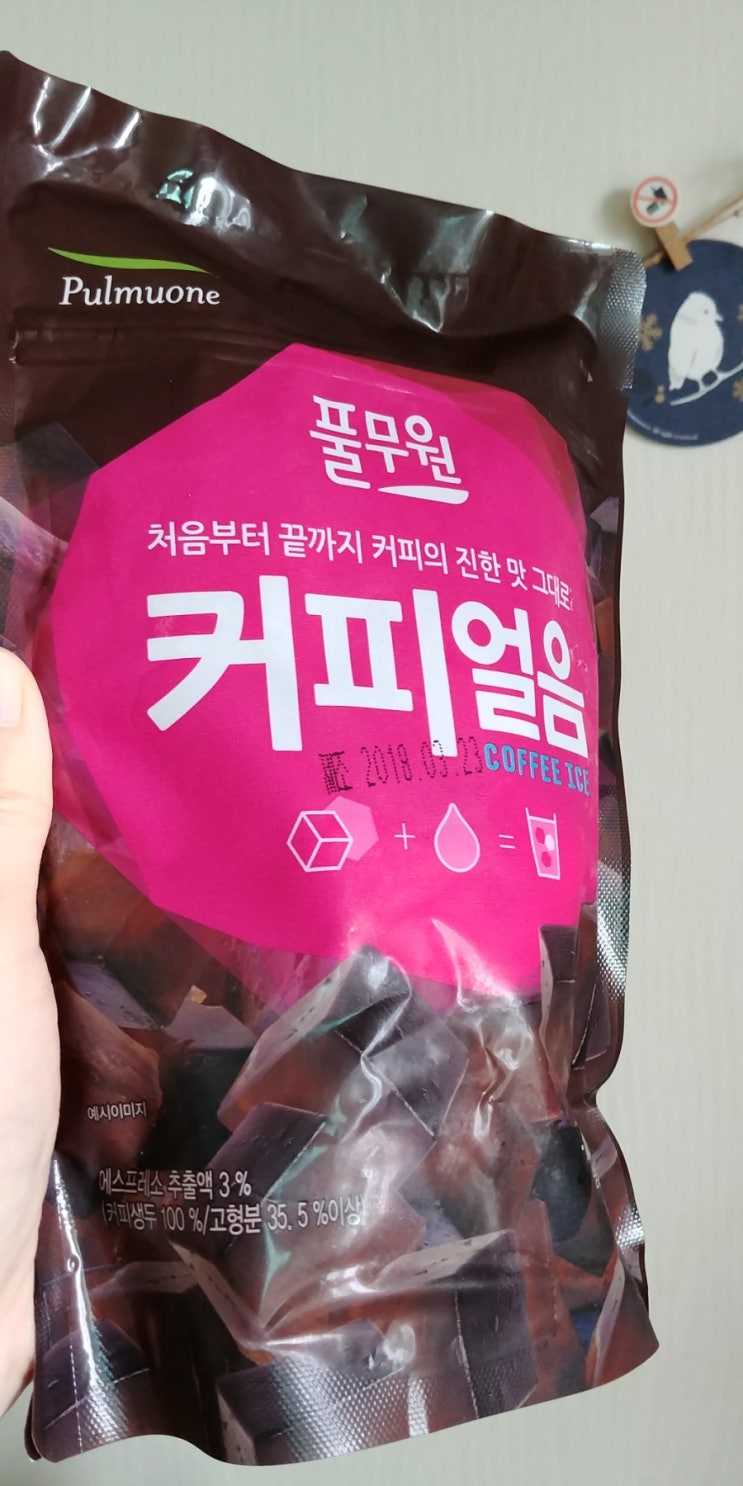 Pulmuone
풀무원
처음부터 끝까지 커피의 진한 맛 그대로
커피얼음
2018.03.23
COFFEE ICE
+ =
예시이미지
에스프레소 추출액 3 %
(커피생두 100 %/고형분 35. 5 %이상)